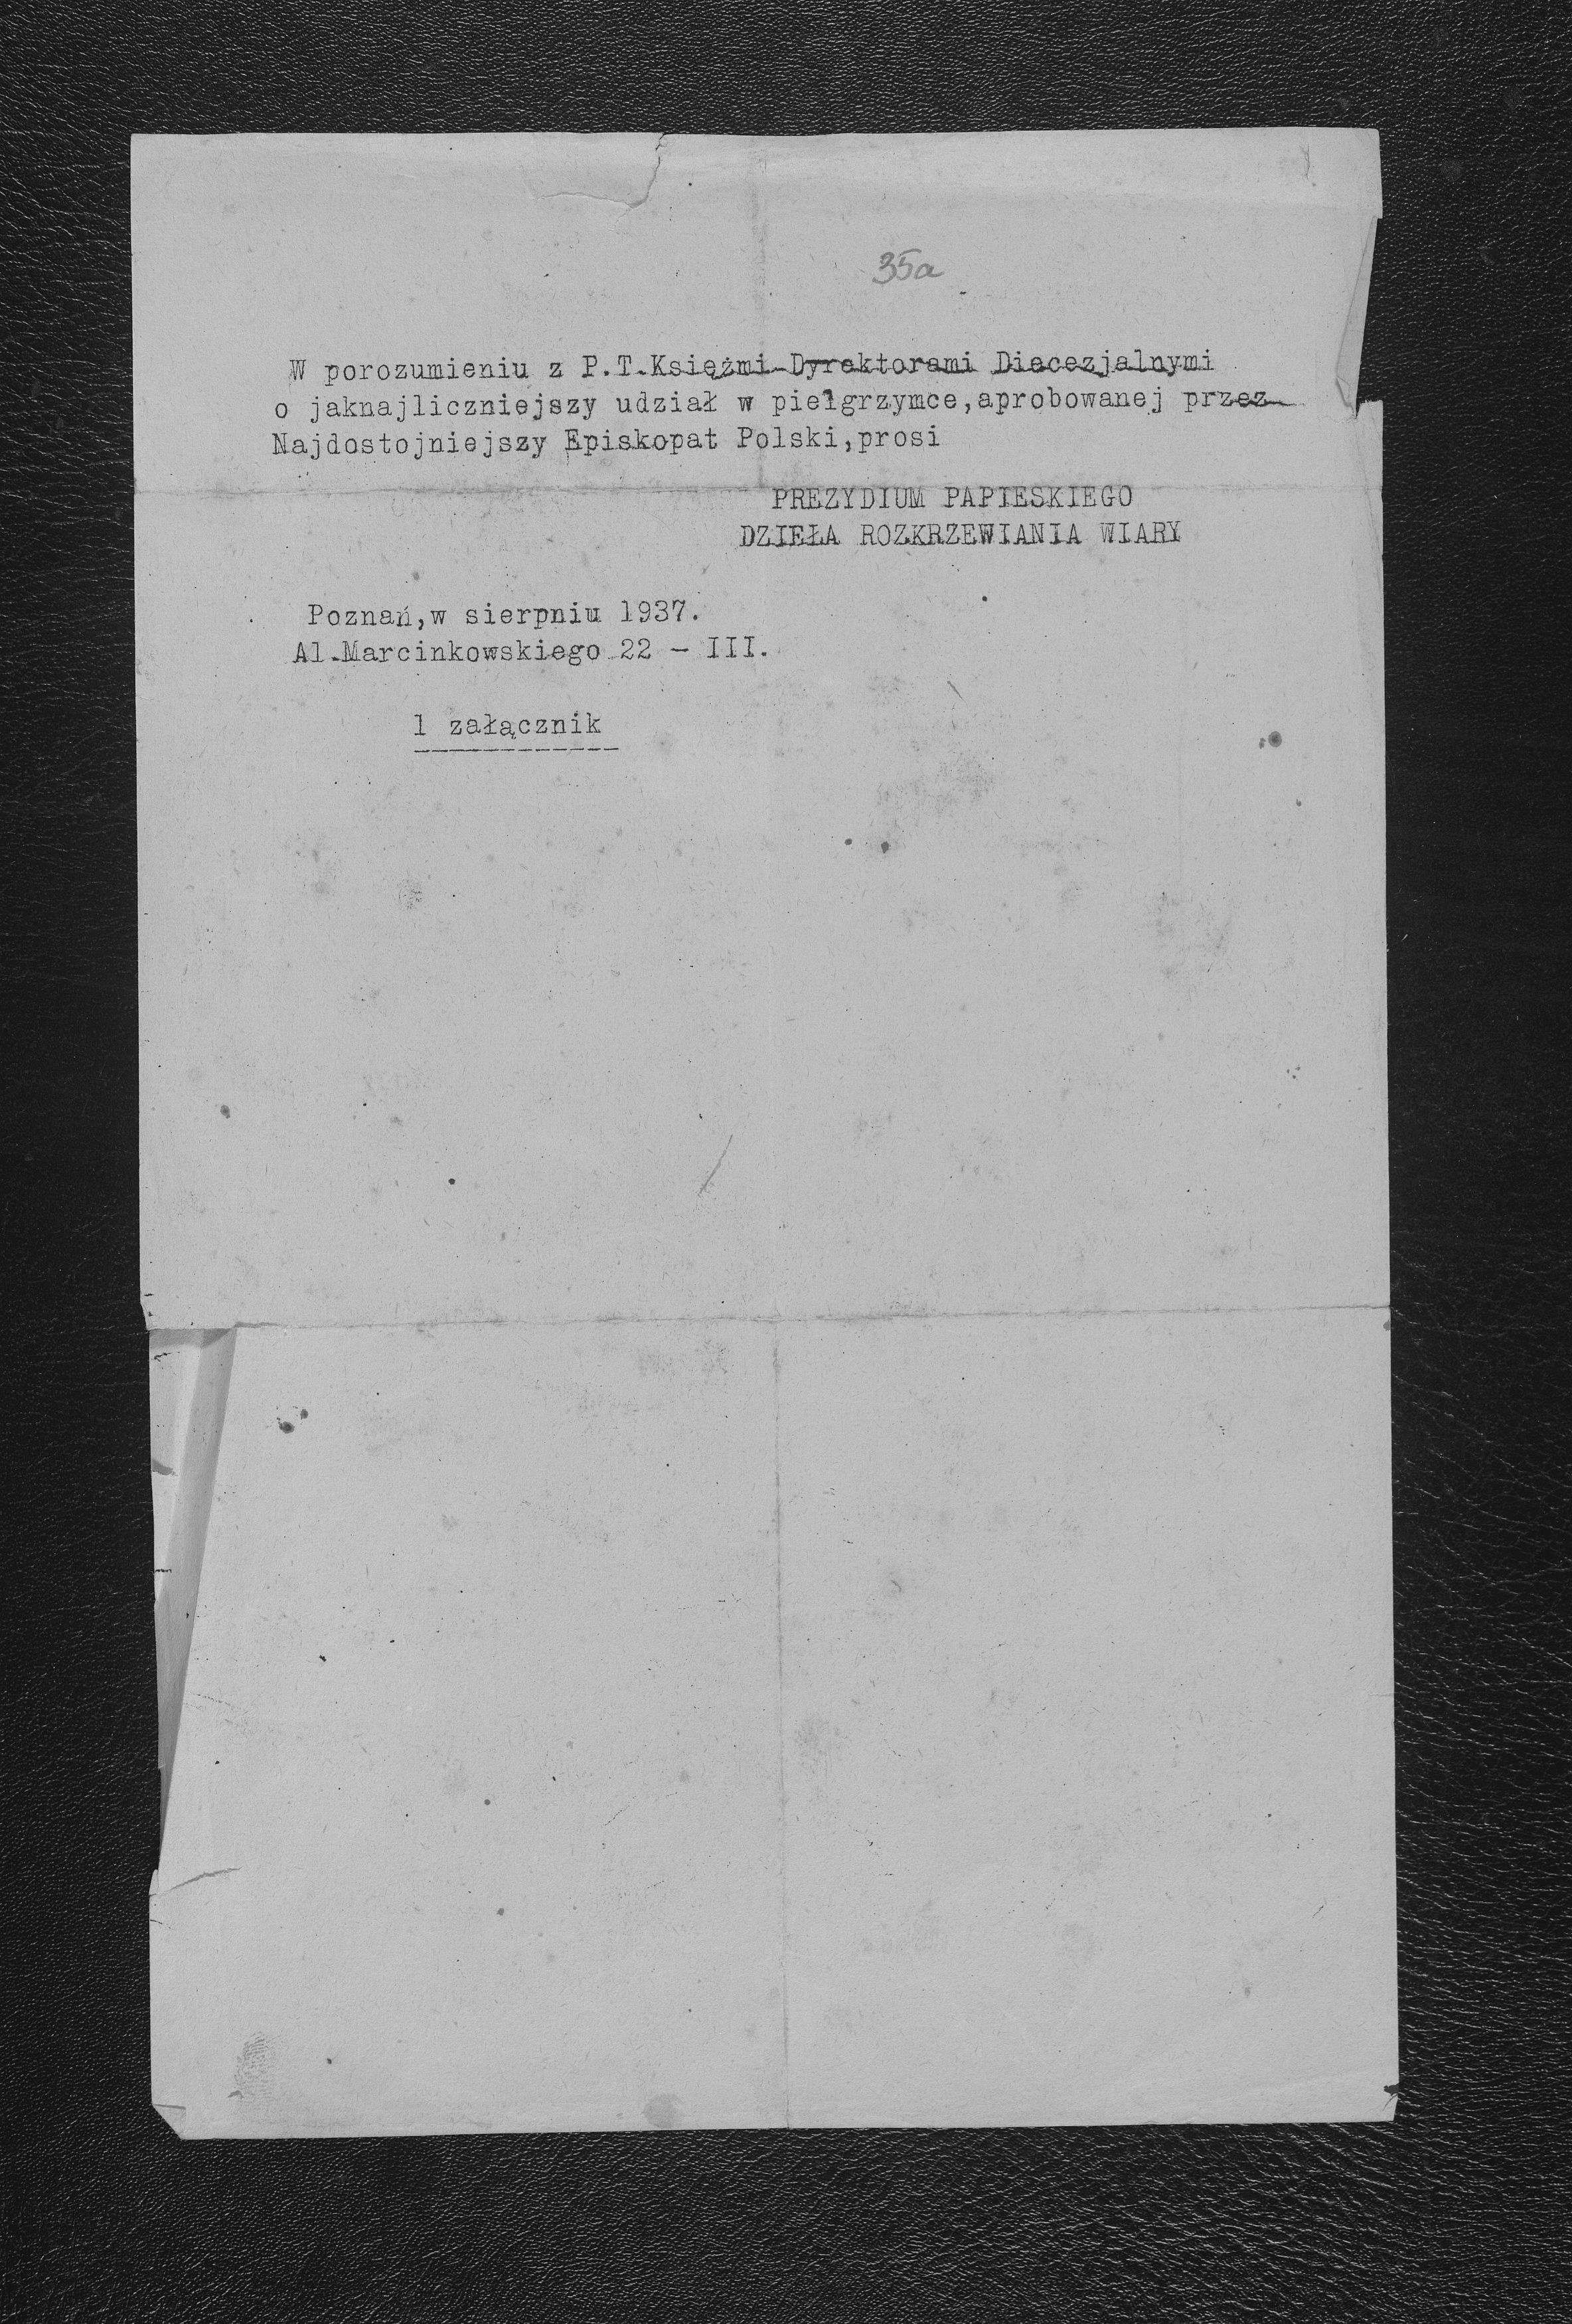 35a
W porozumieniu z P.T.Księżmi-Dyrektorami Diecezjalnymi
o jaknajliczniejszy udział w pielgrzymce,aprobowanej przez
Najdostojniejszy Episkopat Polski,prosi
PREZYDIUM PAPIESKIEGO
DZIEŁA ROZKRZEWIANIA WIARY
Poznań,w sierpniu 1937.
Al.Marcinkowskiego 22 - III.
1 załącznik